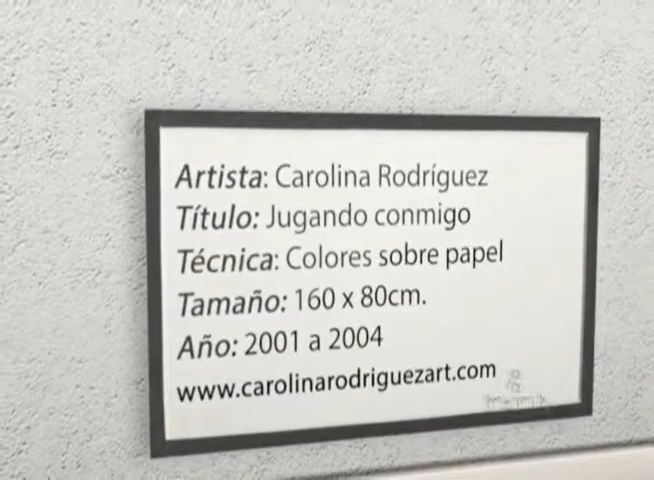 Artista: Carolina Rodríguez
Título: Jugando conmigo
Técnica: Colores sobre papel
Tamaño: 160 x 80cm.
Año: 2001 a 2004
www.carolinarodriguezart.com